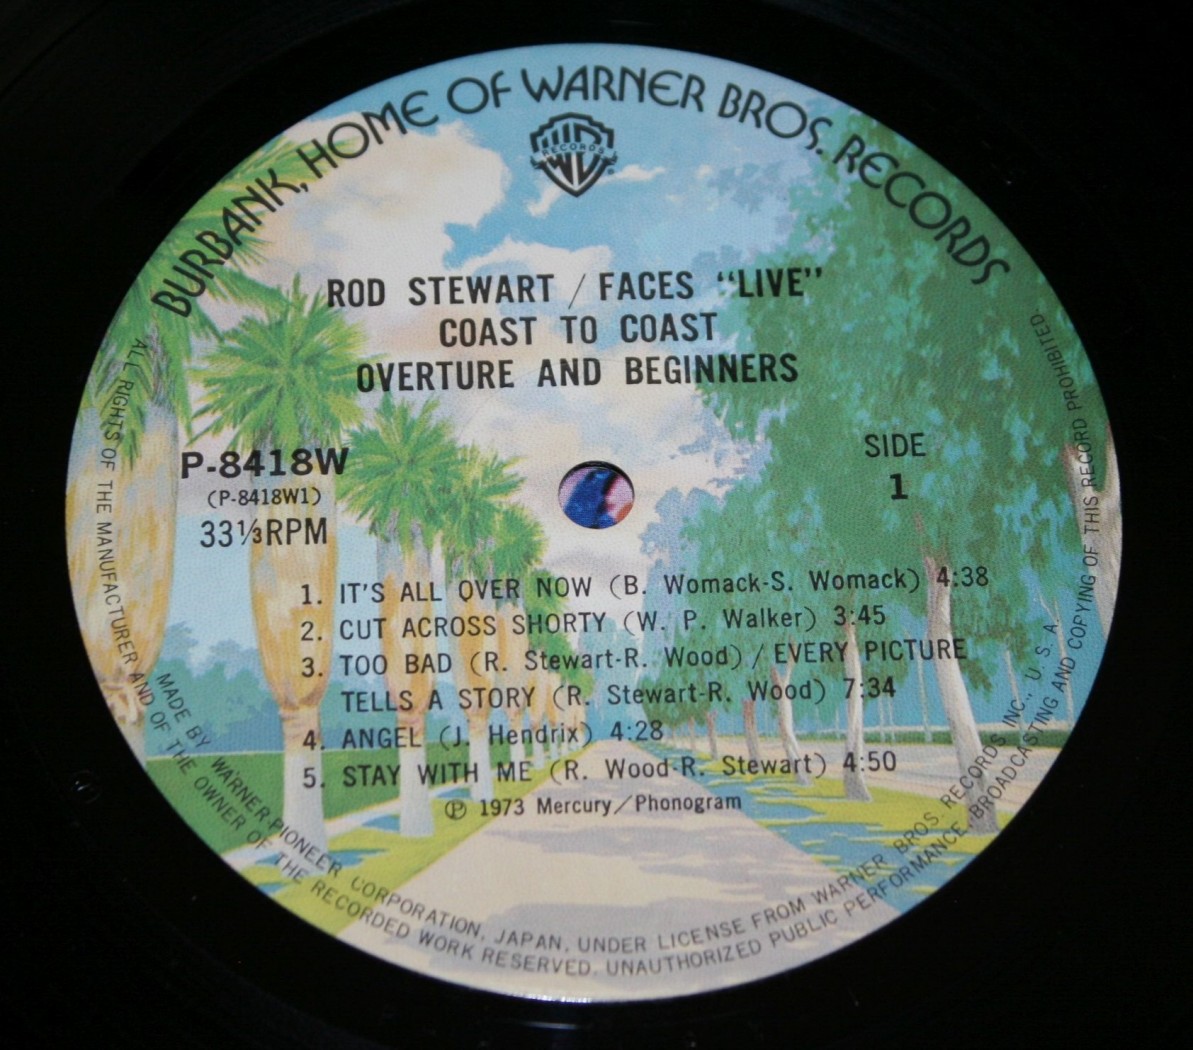 BURBANK, HOME OF WARNER BROS. RECORDS
RECORDS
ROD STEWART / FACES “LIVE”
COAST TO COAST
OVERTURE AND BEGINNERS
P-8418W
(P-8418W1)
33⅓RPM
SIDE
1
1. IT'S ALL OVER NOW (B. Womack-S. Womack) 4:38
2. CUT ACROSS SHORTY (W. P. Walker) 3:45
3. TOO BAD (R. Stewart-R. Wood) / EVERY PICTURE
TELLS A STORY (R. Stewart-R. Wood) 7:34
4. ANGEL (J. Hendrix) 4:28
5. STAY WITH ME (R. Wood-R. Stewart) 4:50
Ⓟ 1973 Mercury/Phonogram
MADE BY WARNER-PIONEER CORPORATION, JAPAN, UNDER LICENSE FROM WARNER BROS. RECORDS INC., U. S. A.
ALL RIGHTS OF THE MANUFACTURER AND OF THE OWNER OF THE RECORDED WORK RESERVED. UNAUTHORIZED PUBLIC PERFORMANCE, BROADCASTING AND COPYING OF THIS RECORD PROHIBITED